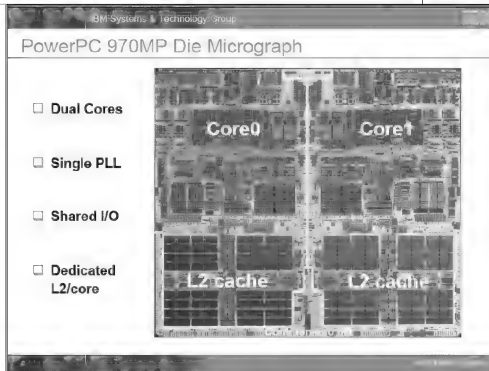 IBM Systems & Technology Group
PowerPC 970MP Die Micrograph
Dual Cores
Single PLL
Shared I/O
Dedicated
L2/core
Core0
Core1
L2 cache
L2 cache